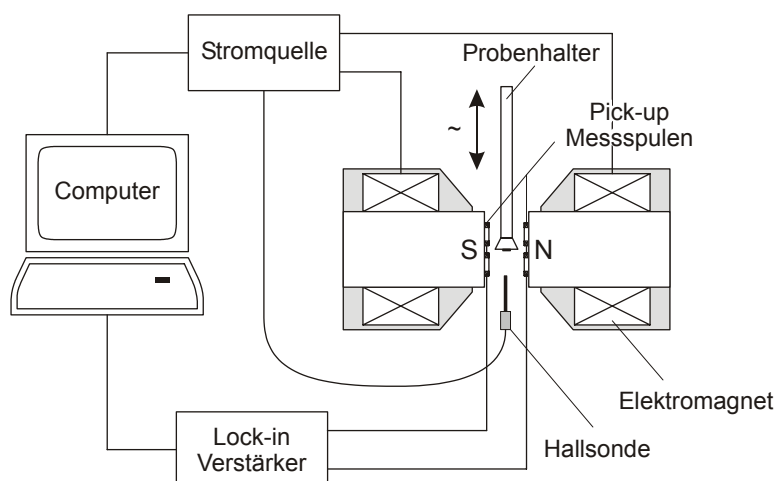 Stromquelle
Probenhalter
~
Pick-up
Messspulen
Computer
S
N
Elektromagnet
Hallsonde
Lock-in
Verstärker